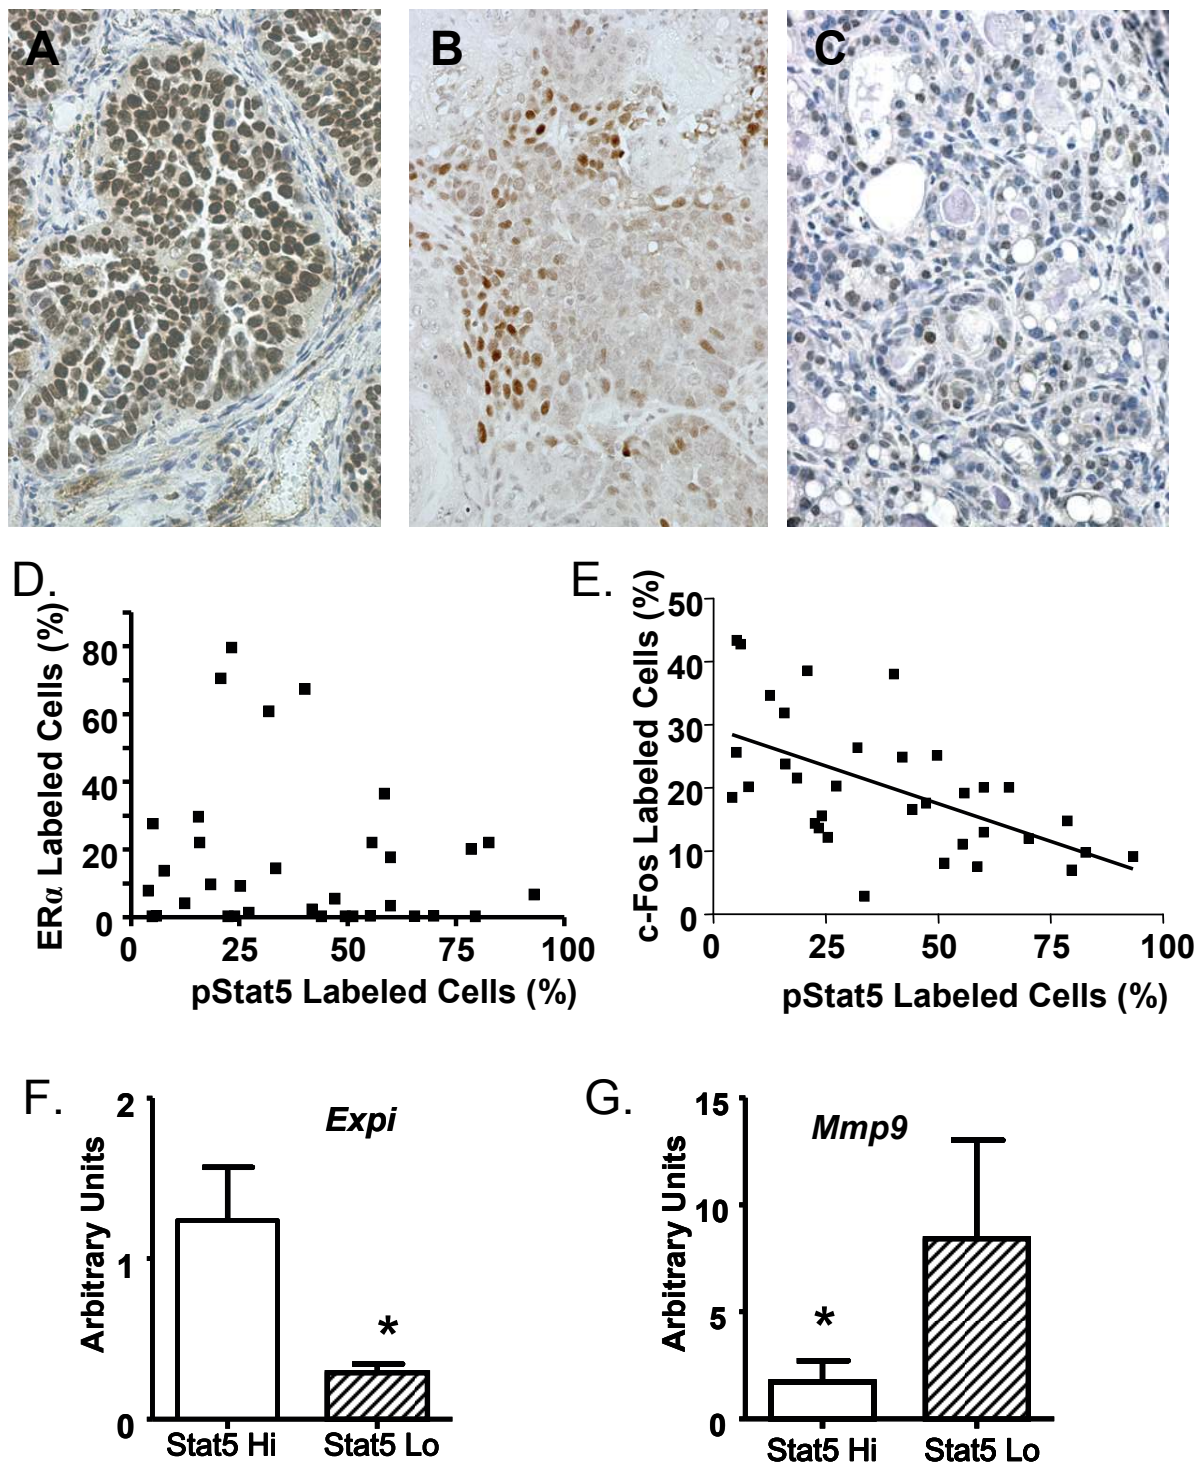 A
B
C
D.
ERα Labeled Cells (%)
80
60
40
20
0
0 25 50 75 100
pStat5 Labeled Cells (%)
E.
c-Fos Labeled Cells (%)
50
40
30
20
10
0
0 25 50 75 100
pStat5 Labeled Cells (%)
F.
Expi
Arbitrary Units
2
1
0
*
Stat5 Hi Stat5 Lo
G.
Mmp9
Arbitrary Units
15
10
5
0
*
Stat5 Hi Stat5 Lo